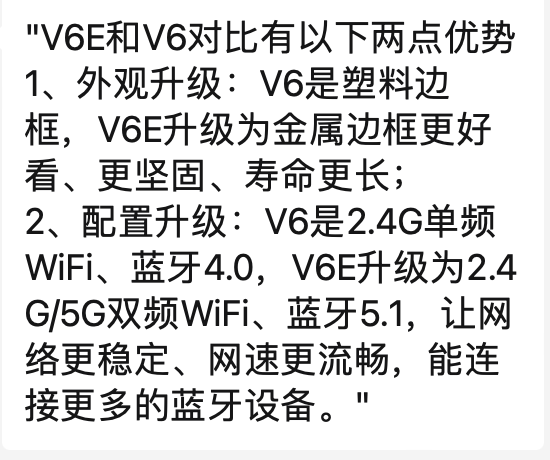 "V6E和V6对比有以下两点优势
1、外观升级：V6是塑料边
框，V6E升级为金属边框更好
看、更坚固、寿命更长；
2、配置升级：V6是2.4G单频
WiFi、蓝牙4.0，V6E升级为2.4
G/5G双频WiFi、蓝牙5.1，让网
络更稳定、网速更流畅，能连
接更多的蓝牙设备。"